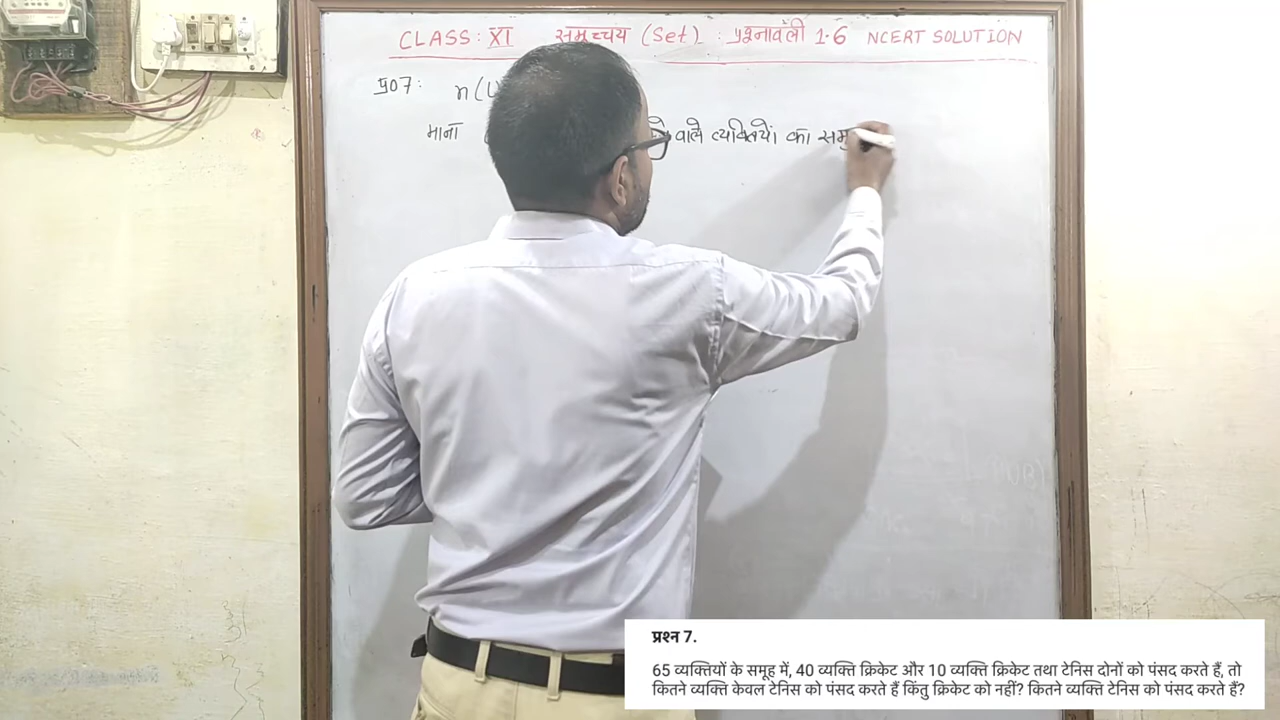 CLASS: XI समुच्चय (Set) : प्रश्नावली 1.6 NCERT SOLUTION
प्र07: n(
माना वाले व्यक्तियों का समु
प्रश्न 7.
65 व्यक्तियों के समूह में, 40 व्यक्ति क्रिकेट और 10 व्यक्ति क्रिकेट तथा टेनिस दोनों को पंसद करते हैं, तो
कितने व्यक्ति केवल टेनिस को पंसद करते हैं किंतु क्रिकेट को नहीं? कितने व्यक्ति टेनिस को पंसद करते हैं?